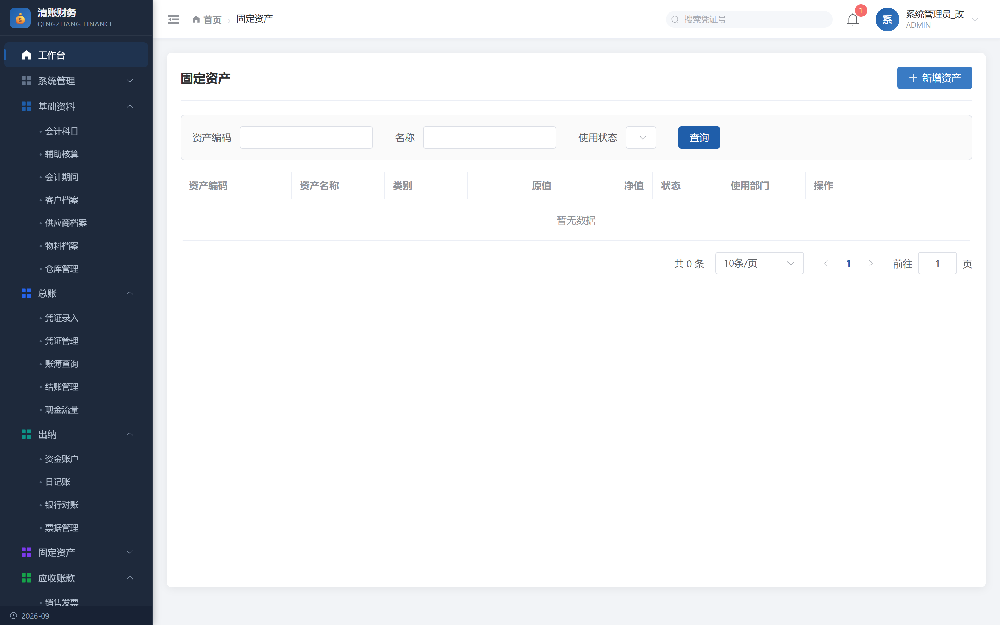 清账财务
QINGZHANG FINANCE
首页
固定资产
搜索凭证号...
1
系
系统管理员_改
ADMIN
工作台
系统管理
基础资料
会计科目
辅助核算
会计期间
客户档案
供应商档案
物料档案
仓库管理
总账
凭证录入
凭证管理
账簿查询
结账管理
现金流量
出纳
资金账户
日记账
银行对账
票据管理
固定资产
应收账款
销售发票
2026-09
固定资产
新增资产
资产编码
名称
使用状态
查询
资产编码 资产名称 类别 原值 净值 状态 使用部门 操作
暂无数据
共 0 条 10条/页 1 前往 1 页